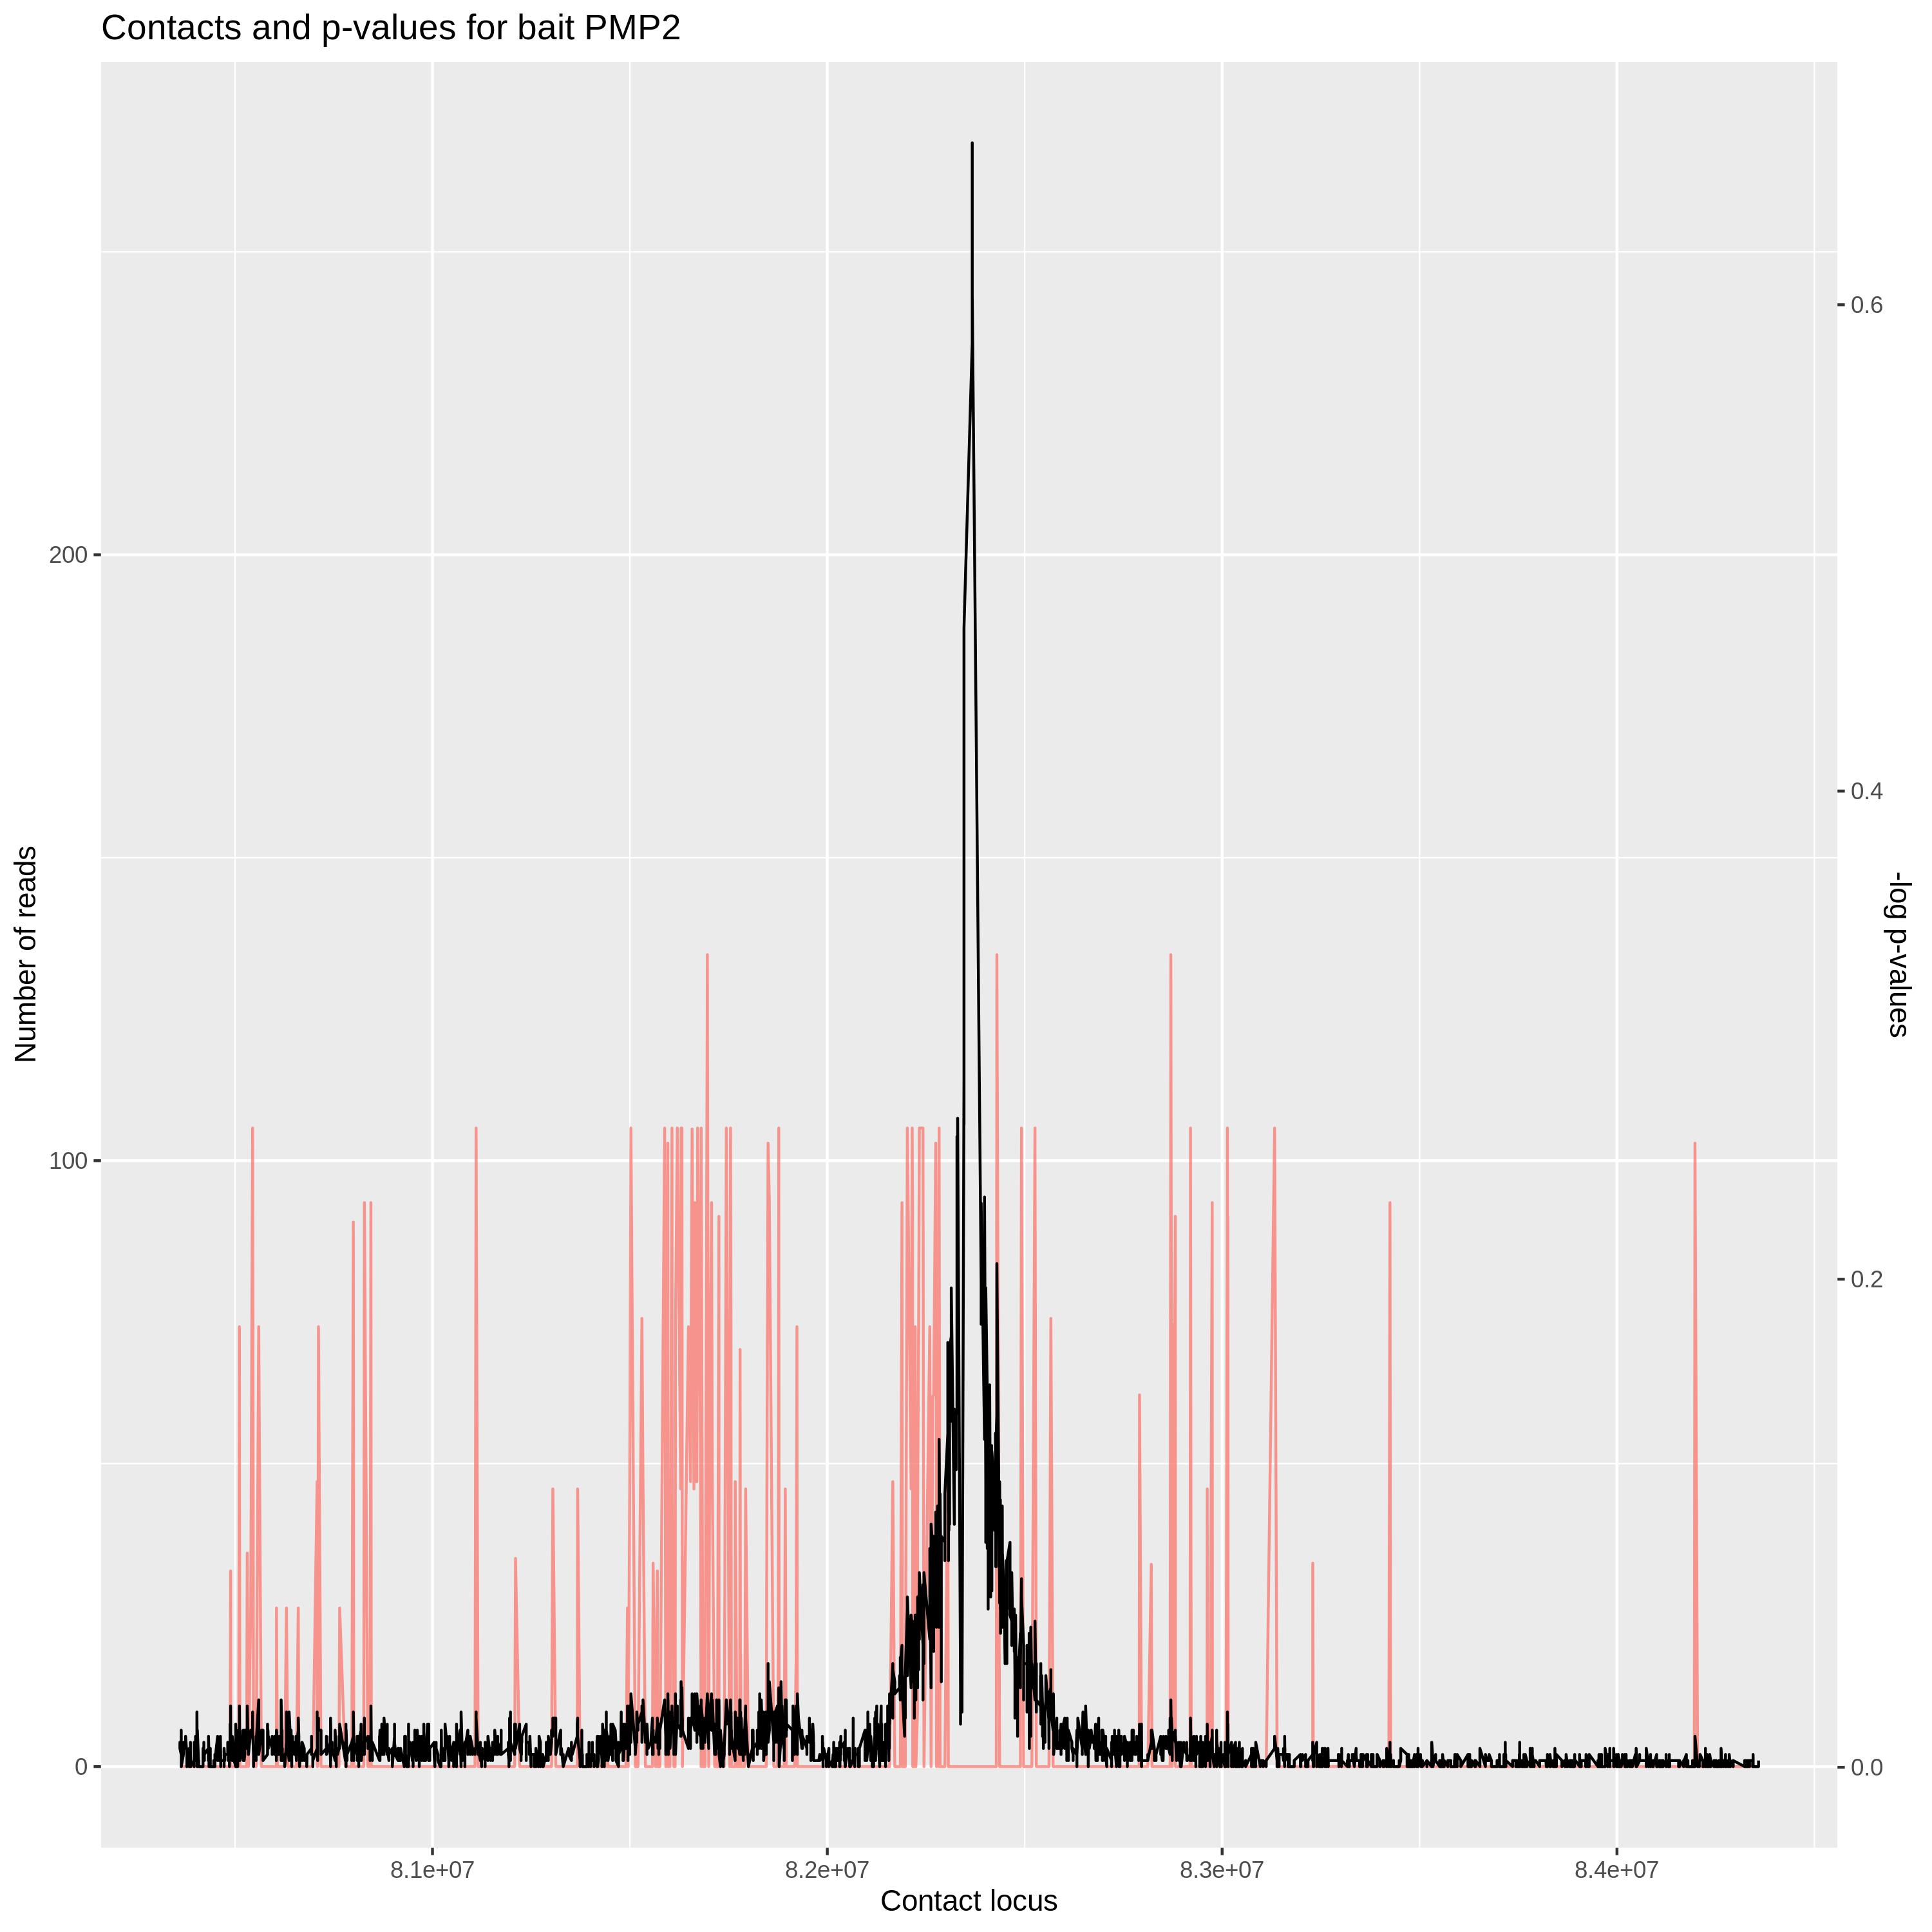 Contacts and p-values for bait PMP2
Number of reads
200
100
0
0.6
0.4
0.2
0.0
-log p-values
8.1e+07
8.2e+07
8.3e+07
8.4e+07
Contact locus